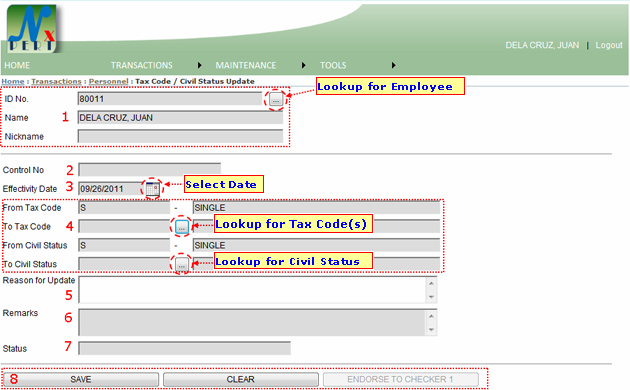 Nx
PERT
DELA CRUZ, JUAN | Logout
HOME TRANSACTIONS MAINTENANCE TOOLS
Home : Transactions : Personnel : Tax Code / Civil Status Update
Lookup for Employee
ID No. 80011 ...
1 Name DELA CRUZ, JUAN
Nickname
Control No 2
Effectivity Date 3 09/26/2011 Select Date
From Tax Code S - SINGLE
To Tax Code 4 ... Lookup for Tax Code(s)
From Civil Status S - SINGLE
To Civil Status ... Lookup for Civil Status
Reason for Update
5
Remarks 6
Status 7
8 SAVE CLEAR ENDORSE TO CHECKER 1